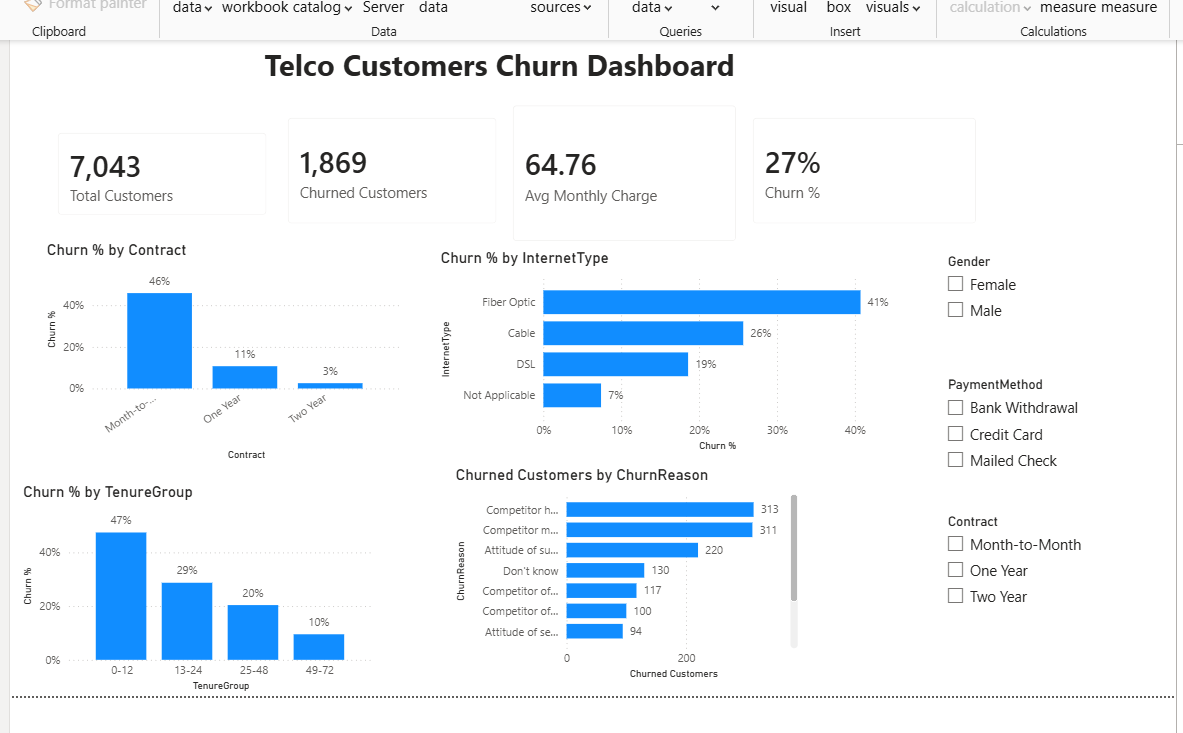 Format painter
data workbook catalog Server data sources data visual box visuals calculation measure measure
Clipboard Data Queries Insert Calculations
Telco Customers Churn Dashboard
7,043
Total Customers
1,869
Churned Customers
64.76
Avg Monthly Charge
27%
Churn %
Churn % by Contract
Churn %
40%
20%
0%
46%
11%
3%
Month-to-...
One Year
Two Year
Contract
Churn % by InternetType
InternetType
Fiber Optic 41%
Cable 26%
DSL 19%
Not Applicable 7%
0% 10% 20% 30% 40%
Churn %
Gender
Female
Male
PaymentMethod
Bank Withdrawal
Credit Card
Mailed Check
Contract
Month-to-Month
One Year
Two Year
Churn % by TenureGroup
Churn %
40%
20%
0%
47%
29%
20%
10%
0-12 13-24 25-48 49-72
TenureGroup
Churned Customers by ChurnReason
ChurnReason
Competitor h... 313
Competitor m... 311
Attitude of su... 220
Don't know 130
Competitor of... 117
Competitor of... 100
Attitude of se... 94
0 200
Churned Customers